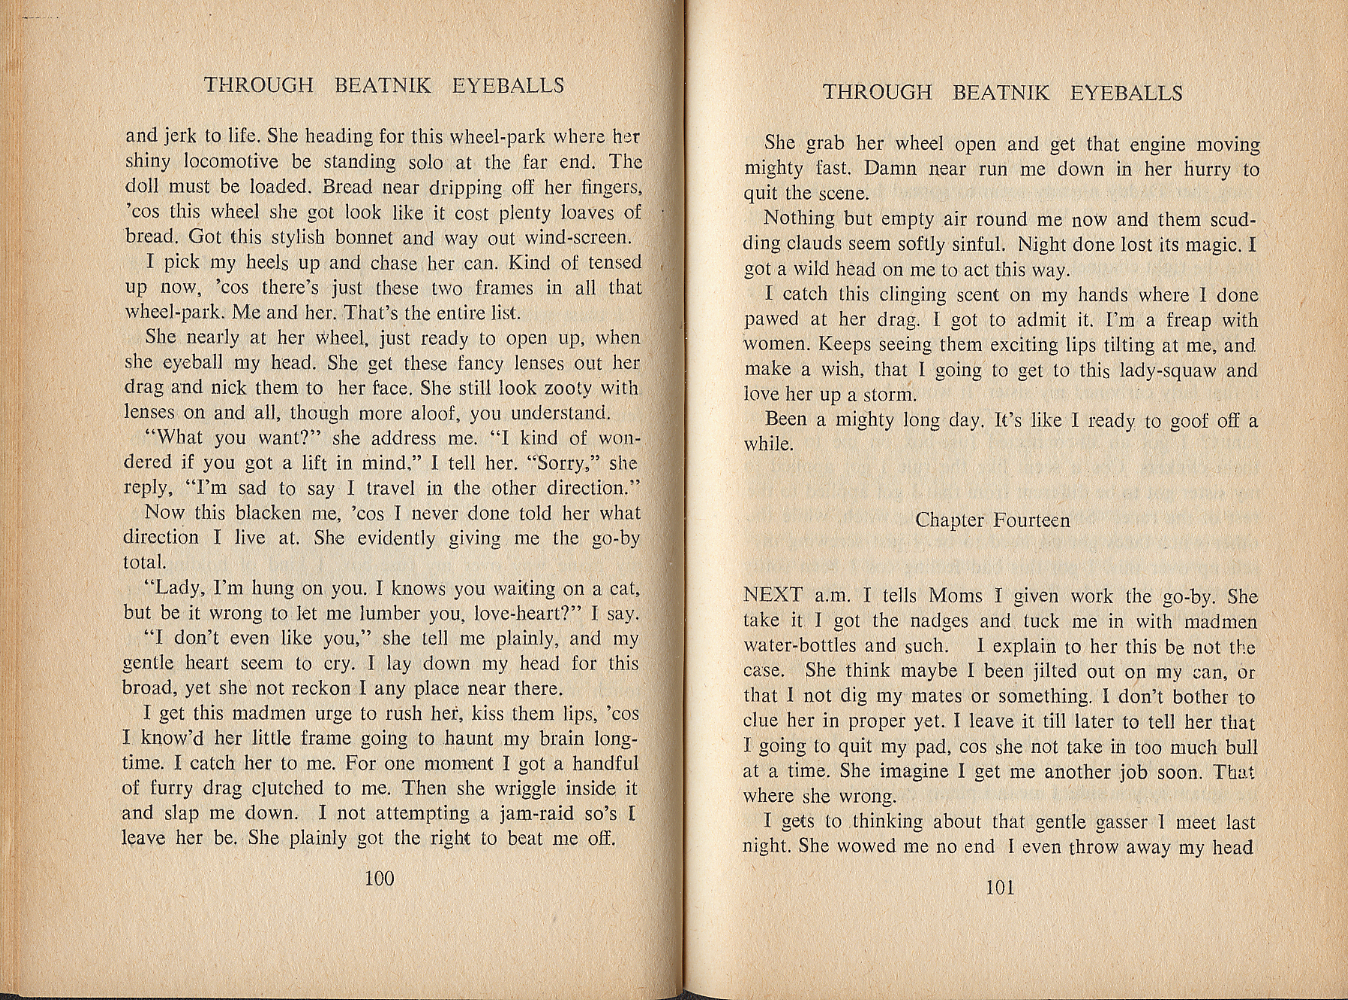 THROUGH BEATNIK EYEBALLS
and jerk to life. She heading for this wheel-park where her
shiny locomotive be standing solo at the far end. The
doll must be loaded. Bread near dripping off her fingers,
’cos this wheel she got look like it cost plenty loaves of
bread. Got this stylish bonnet and way out wind-screen.
I pick my heels up and chase her can. Kind of tensed
up now, ’cos there’s just these two frames in all that
wheel-park. Me and her. That’s the entire list.
She nearly at her wheel, just ready to open up, when
she eyeball my head. She get these fancy lenses out her
drag and nick them to her face. She still look zooty with
lenses on and all, though more aloof, you understand.
“What you want?” she address me. “I kind of won-
dered if you got a lift in mind,” I tell her. “Sorry,” she
reply, “I’m sad to say I travel in the other direction.”
Now this blacken me, ’cos I never done told her what
direction I live at. She evidently giving me the go-by
total.
“Lady, I’m hung on you. I knows you waiting on a cat,
but be it wrong to let me lumber you, love-heart?” I say.
“I don’t even like you,” she tell me plainly, and my
gentle heart seem to cry. I lay down my head for this
broad, yet she not reckon I any place near there.
I get this madmen urge to rush her, kiss them lips, ’cos
I know’d her little frame going to haunt my brain long-
time. I catch her to me. For one moment I got a handful
of furry drag clutched to me. Then she wriggle inside it
and slap me down. I not attempting a jam-raid so’s I
leave her be. She plainly got the right to beat me off.
100
THROUGH BEATNIK EYEBALLS
She grab her wheel open and get that engine moving
mighty fast. Damn near run me down in her hurry to
quit the scene.
Nothing but empty air round me now and them scud-
ding clauds seem softly sinful. Night done lost its magic. I
got a wild head on me to act this way.
I catch this clinging scent on my hands where I done
pawed at her drag. I got to admit it. I’m a freap with
women. Keeps seeing them exciting lips tilting at me, and
make a wish, that I going to get to this lady-squaw and
love her up a storm.
Been a mighty long day. It’s like I ready to goof off a
while.
Chapter Fourteen
NEXT a.m. I tells Moms I given work the go-by. She
take it I got the nadges and tuck me in with madmen
water-bottles and such. I explain to her this be not the
case. She think maybe I been jilted out on my can, or
that I not dig my mates or something. I don’t bother to
clue her in proper yet. I leave it till later to tell her that
I going to quit my pad, cos she not take in too much bull
at a time. She imagine I get me another job soon. That
where she wrong.
I gets to thinking about that gentle gasser I meet last
night. She wowed me no end I even throw away my head
101